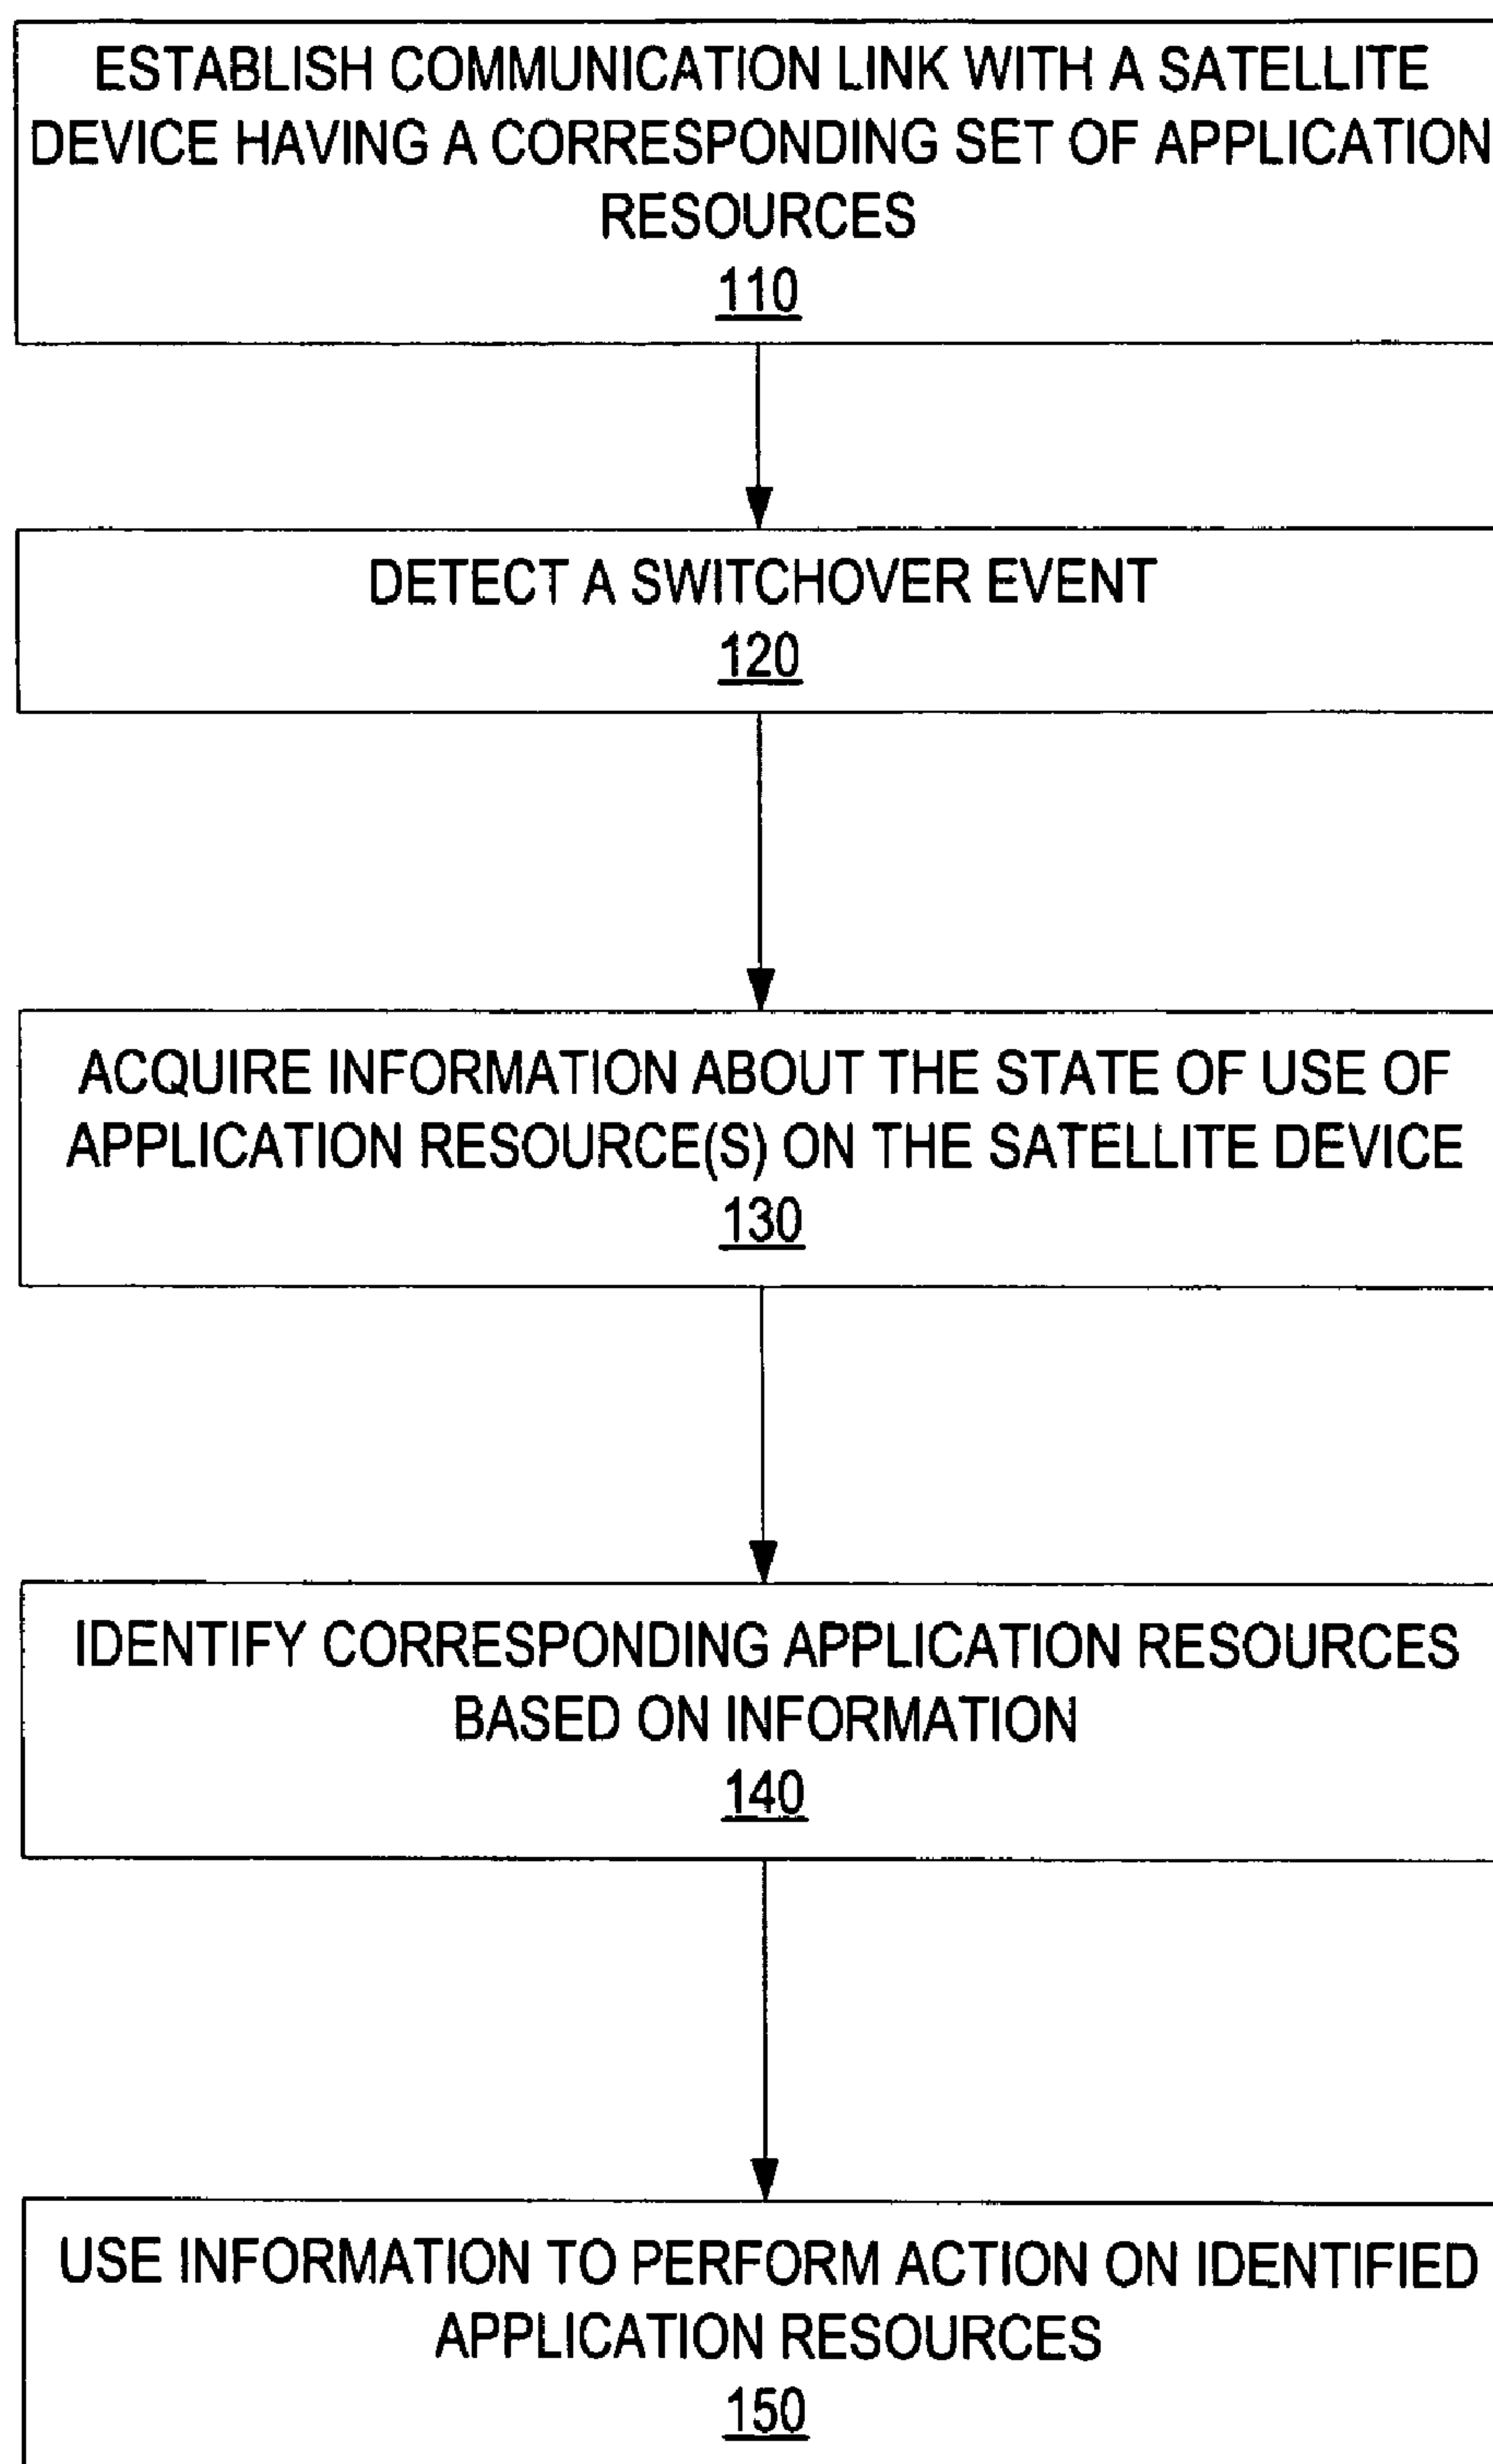 ESTABLISH COMMUNICATION LINK WITH A SATELLITE
DEVICE HAVING A CORRESPONDING SET OF APPLICATION
RESOURCES
110
DETECT A SWITCHOVER EVENT
120
ACQUIRE INFORMATION ABOUT THE STATE OF USE OF
APPLICATION RESOURCE(S) ON THE SATELLITE DEVICE
130
IDENTIFY CORRESPONDING APPLICATION RESOURCES
BASED ON INFORMATION
140
USE INFORMATION TO PERFORM ACTION ON IDENTIFIED
APPLICATION RESOURCES
150